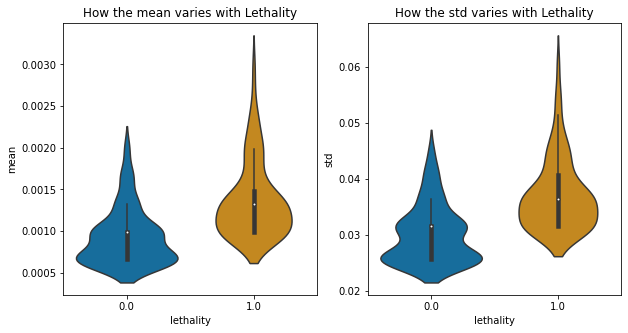 How the mean varies with Lethality
mean
0.0030
0.0025
0.0020
0.0015
0.0010
0.0005
0.0
1.0
lethality
How the std varies with Lethality
std
0.06
0.05
0.04
0.03
0.02
0.0
1.0
lethality